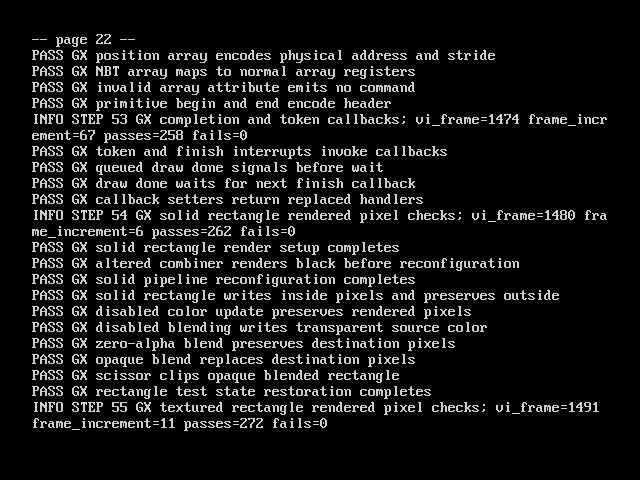 -- page 22 --
PASS GX position array encodes physical address and stride
PASS GX NBT array maps to normal array registers
PASS GX invalid array attribute emits no command
PASS GX primitive begin and end encode header
INFO STEP 53 GX completion and token callbacks; vi_frame=1474 frame_incr
ement=67 passes=258 fails=0
PASS GX token and finish interrupts invoke callbacks
PASS GX queued draw done signals before wait
PASS GX draw done waits for next finish callback
PASS GX callback setters return replaced handlers
INFO STEP 54 GX solid rectangle rendered pixel checks; vi_frame=1480 fra
me_increment=6 passes=262 fails=0
PASS GX solid rectangle render setup completes
PASS GX altered combiner renders black before reconfiguration
PASS GX solid pipeline reconfiguration completes
PASS GX solid rectangle writes inside pixels and preserves outside
PASS GX disabled color update preserves rendered pixels
PASS GX disabled blending writes transparent source color
PASS GX zero-alpha blend preserves destination pixels
PASS GX opaque blend replaces destination pixels
PASS GX scissor clips opaque blended rectangle
PASS GX rectangle test state restoration completes
INFO STEP 55 GX textured rectangle rendered pixel checks; vi_frame=1491
frame_increment=11 passes=272 fails=0